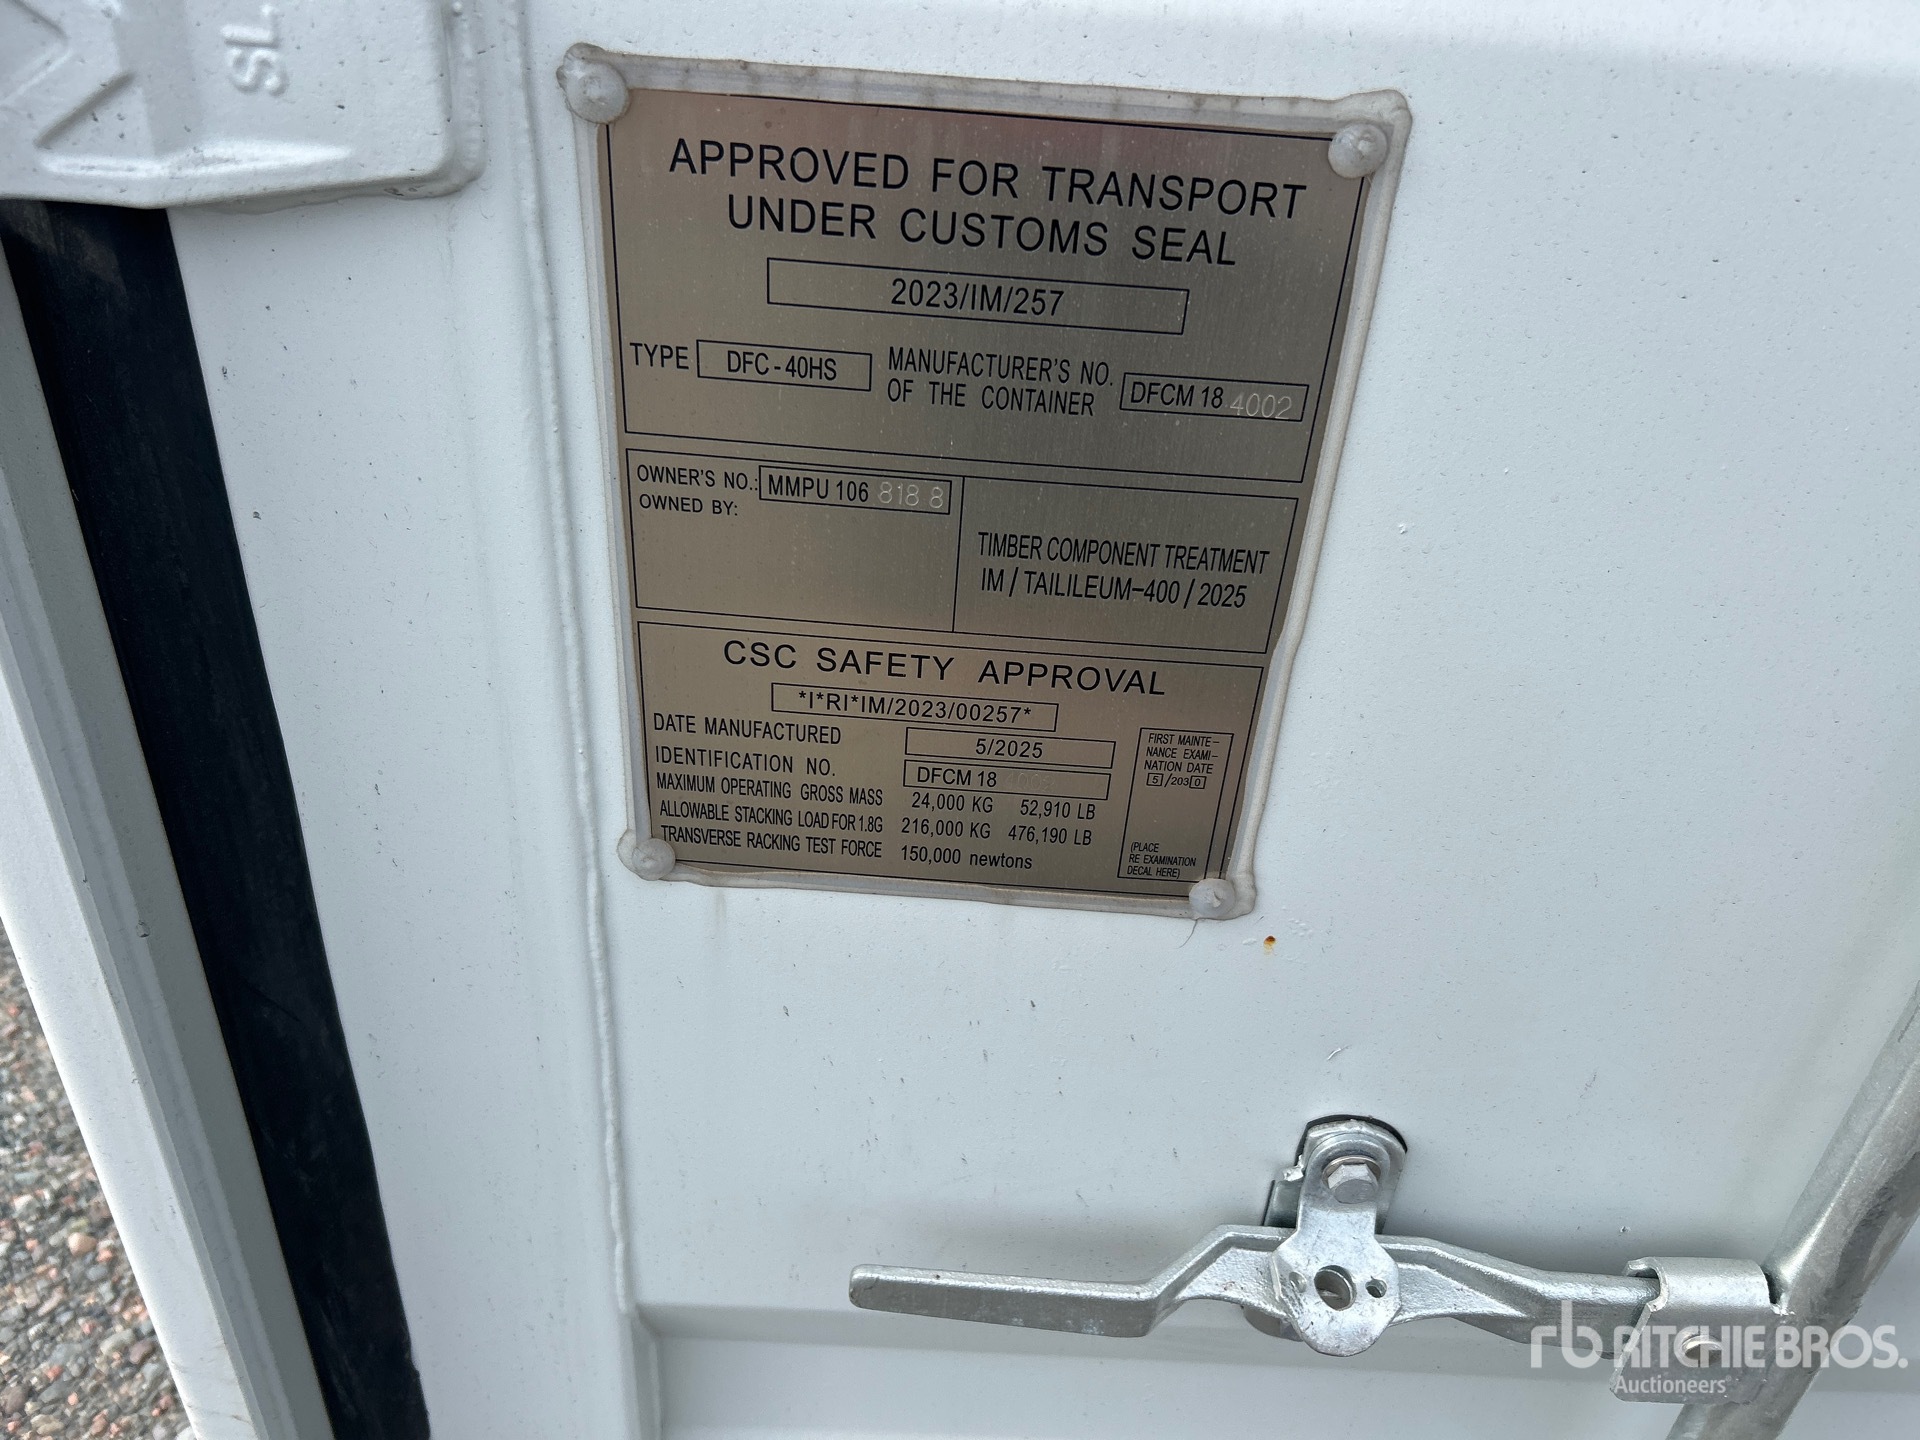 SL.
APPROVED FOR TRANSPORT
UNDER CUSTOMS SEAL
2023/IM/257
TYPE DFC-40HS
MANUFACTURER'S NO.
OF THE CONTAINER
DFCM 18 4002
OWNER'S NO.: MMPU 106 818 8
OWNED BY:
TIMBER COMPONENT TREATMENT
IM / TAILILEUM-400 / 2025
CSC SAFETY APPROVAL
*I*RI*IM/2023/00257*
DATE MANUFACTURED 5/2025
IDENTIFICATION NO. DFCM 18
MAXIMUM OPERATING GROSS MASS 24,000 KG 52,910 LB
ALLOWABLE STACKING LOAD FOR 1.8G 216,000 KG 476,190 LB
TRANSVERSE RACKING TEST FORCE 150,000 newtons
FIRST MAINTE-
NANCE EXAMI-
NATION DATE
5 /2030
(PLACE
RE EXAMINATION
DECAL HERE)
rb RITCHIE BROS.
Auctioneers